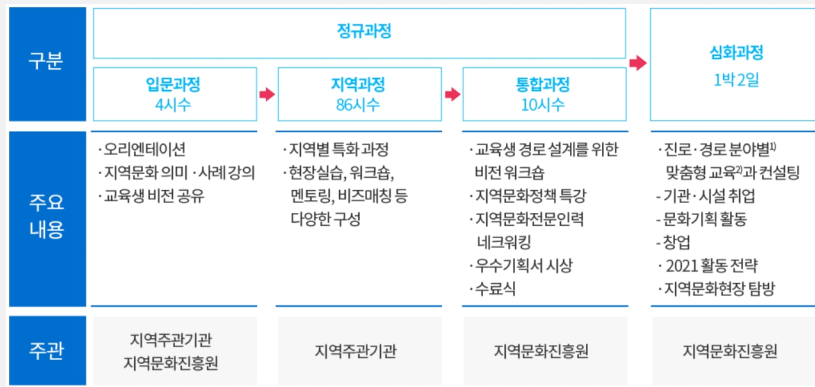 구분
정규과정
입문과정
4시수
지역과정
86시수
통합과정
10시수
심화과정
1박 2일
주요
내용
·오리엔테이션
·지역문화 의미 ·사례 강의
·교육생 비전 공유
·지역별 특화 과정
·현장실습, 워크숍,
멘토링, 비즈매칭 등
다양한 구성
·교육생 경로 설계를 위한
비전 워크숍
·지역문화정책 특강
·지역문화전문인력
네크워킹
·우수기획서 시상
·수료식
·진로·경로 분야별1)
맞춤형 교육2)과 컨설팅
- 기관·시설 취업
- 문화기획 활동
- 창업
· 2021 활동 전략
·지역문화현장 탐방
주관
지역주관기관
지역문화진흥원
지역주관기관
지역문화진흥원
지역문화진흥원